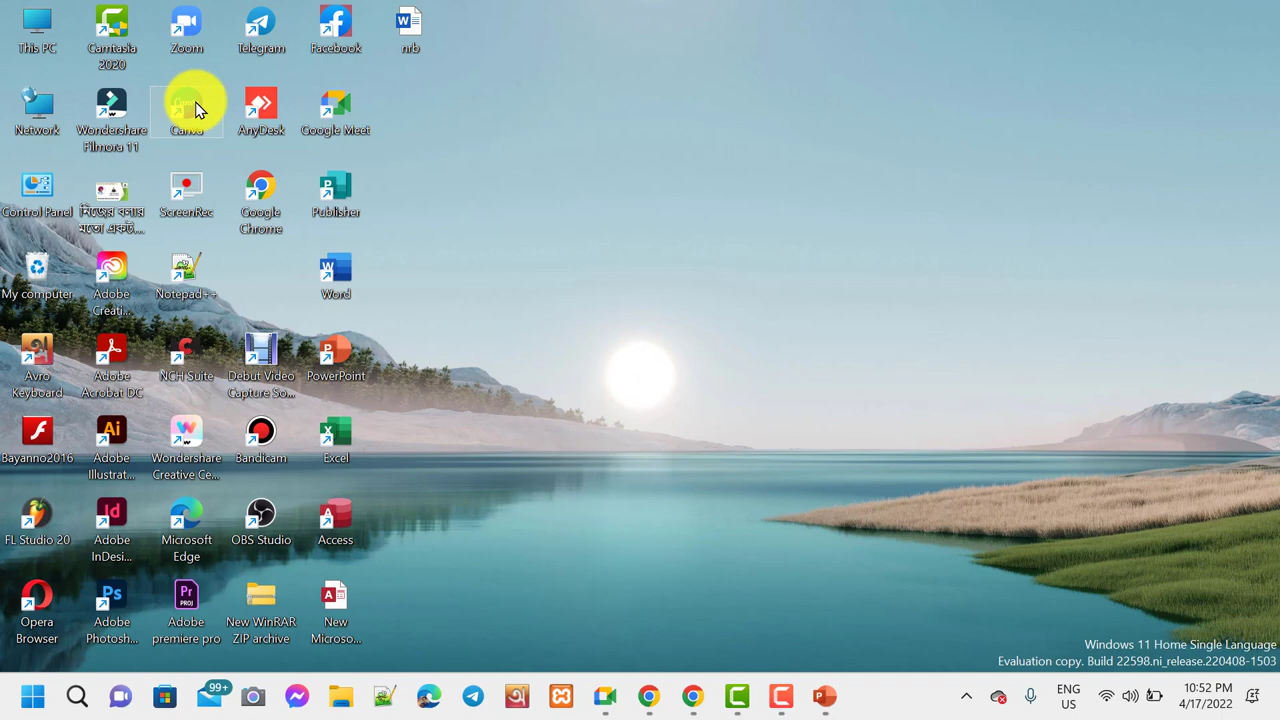 This PC
Camtasia
2020
Zoom
Telegram
Facebook
nrb
Network
Wondershare
Filmora 11
Canva
AnyDesk
Google Meet
Control Panel
নিজের বলার
মতো একট...
ScreenRec
Google
Chrome
Publisher
My computer
Adobe
Creati...
Notepad++
Word
Avro
Keyboard
Adobe
Acrobat DC
NCH Suite
Debut Video
Capture So...
PowerPoint
Bayanno2016
Adobe
Illustrat...
Wondershare
Creative Ce...
Bandicam
Excel
FL Studio 20
Adobe
InDesi...
Microsoft
Edge
OBS Studio
Access
Opera
Browser
Adobe
Photosh...
Adobe
premiere pro
New WinRAR
ZIP archive
New
Microso...
Windows 11 Home Single Language
Evaluation copy. Build 22598.ni_release.220408-1503
99+
ENG
US
10:52 PM
4/17/2022